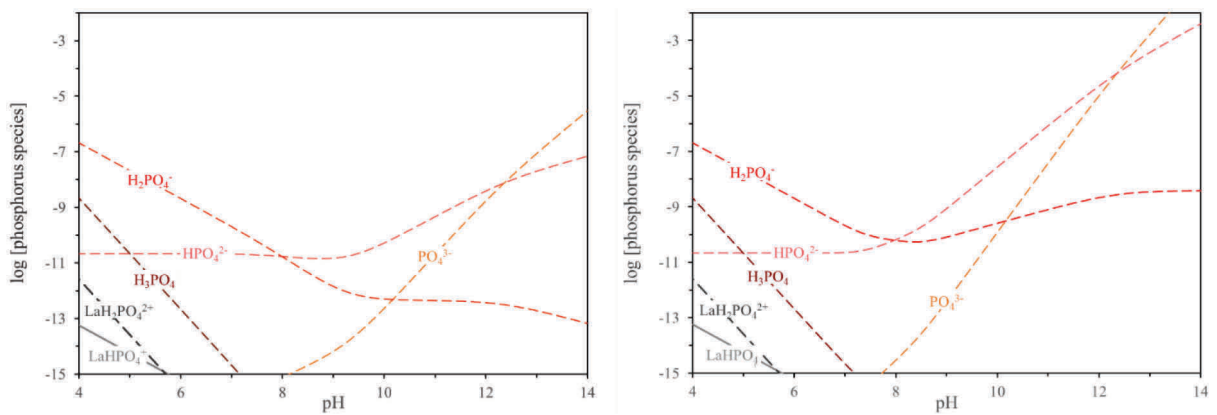 log [phosphorus species]
-3
-5
-7
-9
-11
-13
-15
H₂PO₄⁻
HPO₄²⁻
H₃PO₄
PO₄³⁻
LaH₂PO₄²⁺
LaHPO₄⁺
4
6
8
10
12
14
pH
log [phosphorus species]
-3
-5
-7
-9
-11
-13
-15
H₂PO₄⁻
HPO₄²⁻
H₃PO₄
PO₄³⁻
LaH₂PO₄²⁺
LaHPO₄
4
6
8
10
12
14
pH